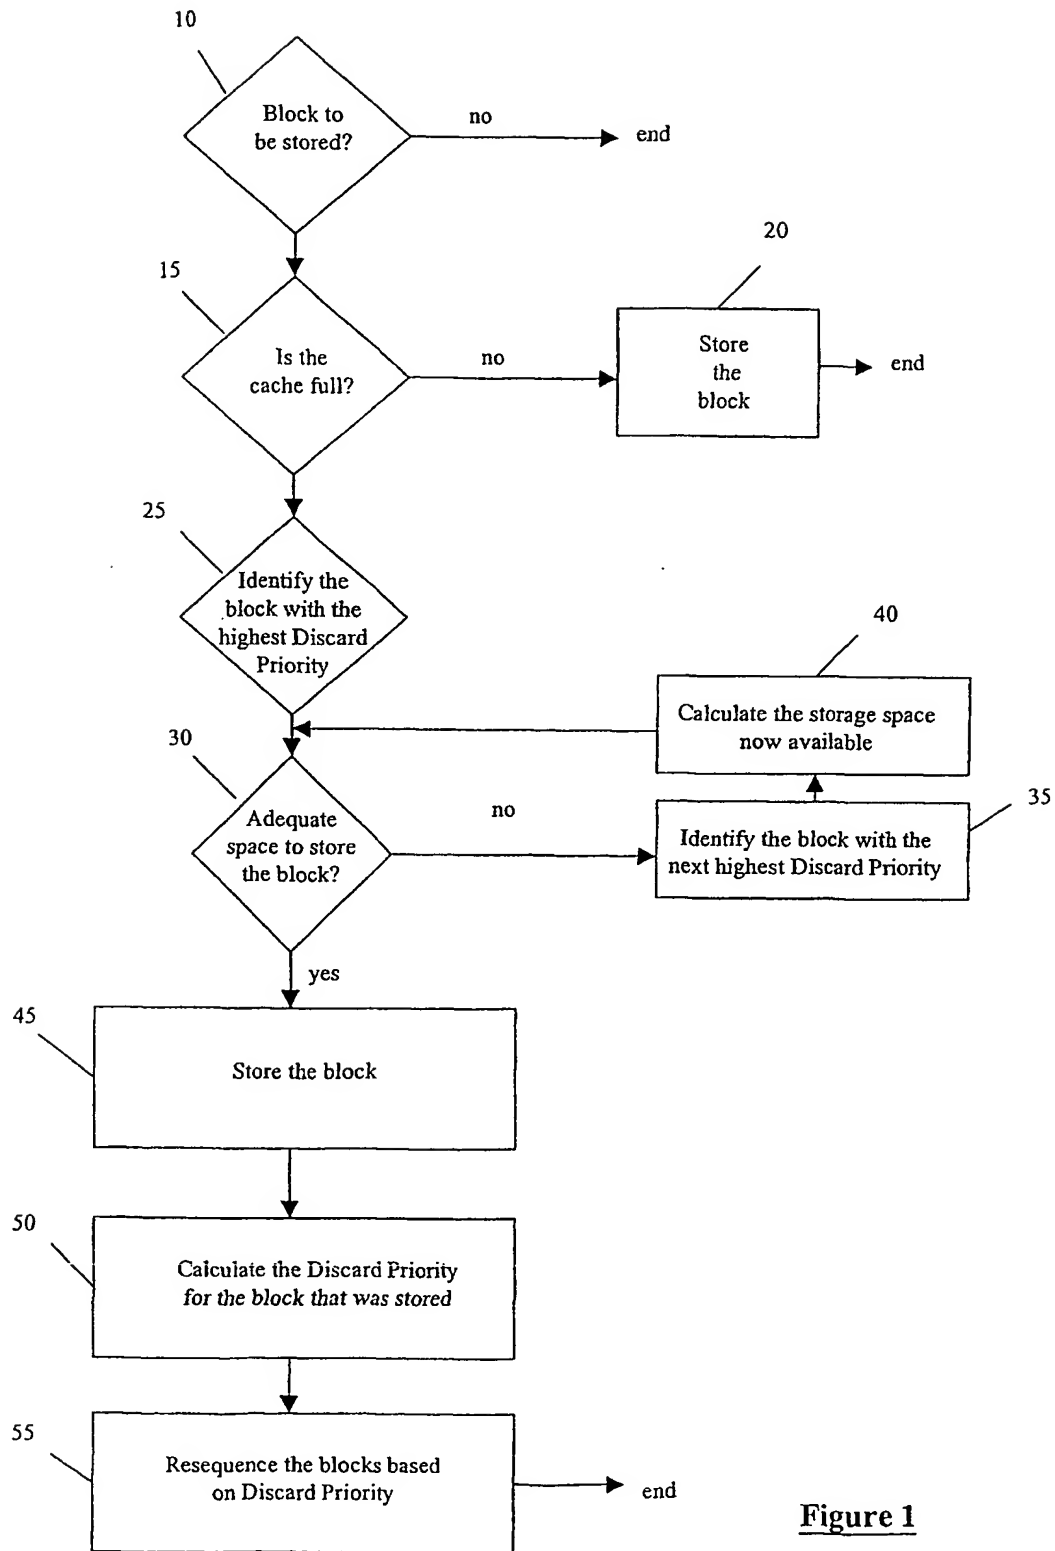 10
Block to
be stored?
no
end
20
15
Is the
cache full?
no
Store
the
block
end
25
Identify the
block with the
highest Discard
Priority
40
Calculate the storage space
now available
30
Adequate
space to store
the block?
no
35
Identify the block with the
next highest Discard Priority
yes
45
Store the block
50
Calculate the Discard Priority
for the block that was stored
55
Resequence the blocks based
on Discard Priority
end
Figure 1